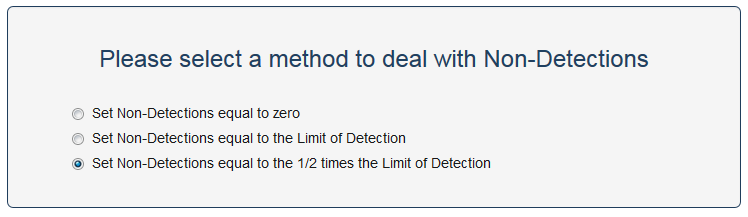 Please select a method to deal with Non-Detections
Set Non-Detections equal to zero
Set Non-Detections equal to the Limit of Detection
Set Non-Detections equal to the 1/2 times the Limit of Detection